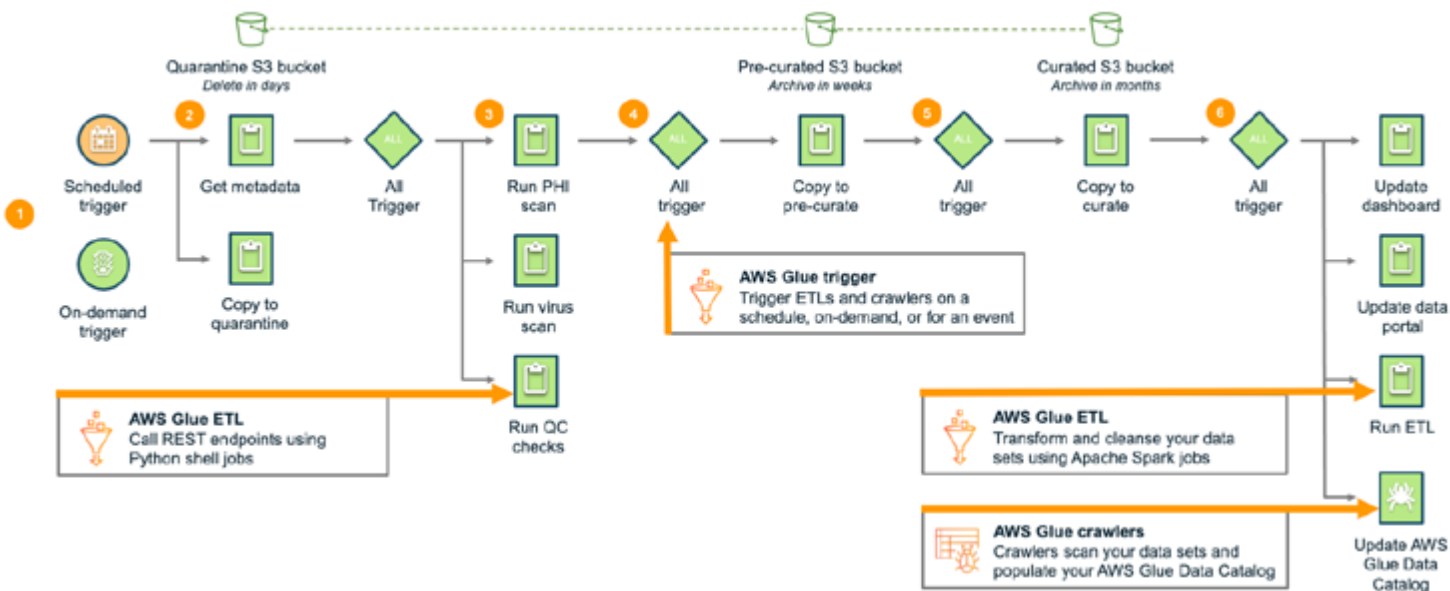 Quarantine S3 bucket
Delete in days
Pre-curated S3 bucket
Archive in weeks
Curated S3 bucket
Archive in months
1
2
3
4
5
6
Scheduled
trigger
On-demand
trigger
Get metadata
Copy to
quarantine
ALL
All
Trigger
Run PHI
scan
Run virus
scan
Run QC
checks
ALL
All
trigger
Copy to
pre-curate
ALL
All
trigger
Copy to
curate
ALL
All
trigger
Update
dashboard
Update data
portal
Run ETL
Update AWS
Glue Data
Catalog
AWS Glue trigger
Trigger ETLs and crawlers on a
schedule, on-demand, or for an event
AWS Glue ETL
Call REST endpoints using
Python shell jobs
AWS Glue ETL
Transform and cleanse your data
sets using Apache Spark jobs
AWS Glue crawlers
Crawlers scan your data sets and
populate your AWS Glue Data Catalog